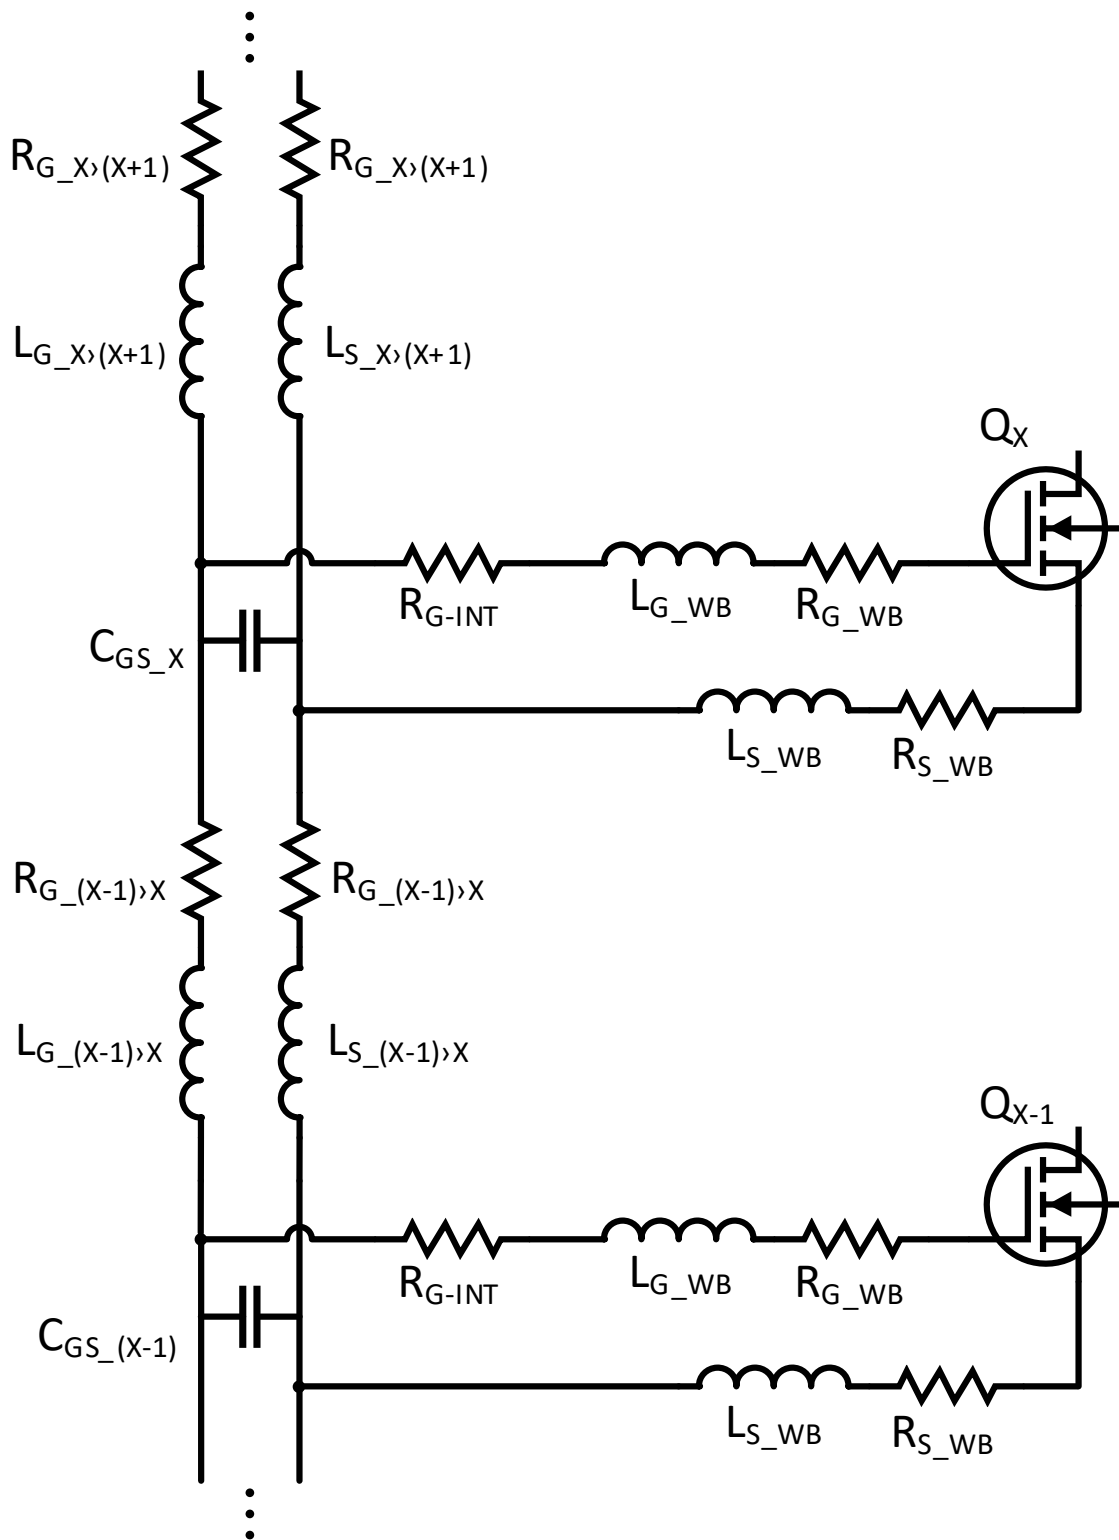 R_G_X›(X+1) R_G_X›(X+1)
L_G_X›(X+1) L_S_X›(X+1)
Q_X
R_G-INT L_G_WB R_G_WB
C_GS_X
L_S_WB R_S_WB
R_G_(X-1)›X R_G_(X-1)›X
L_G_(X-1)›X L_S_(X-1)›X
Q_X-1
R_G-INT L_G_WB R_G_WB
C_GS_(X-1)
L_S_WB R_S_WB